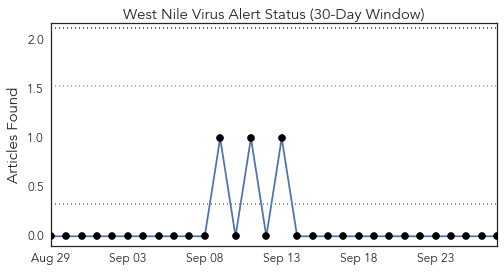 West Nile Virus Alert Status (30-Day Window)
Articles Found
2.0
1.5
1.0
0.5
0.0
Aug 29 Sep 03 Sep 08 Sep 13 Sep 18 Sep 23